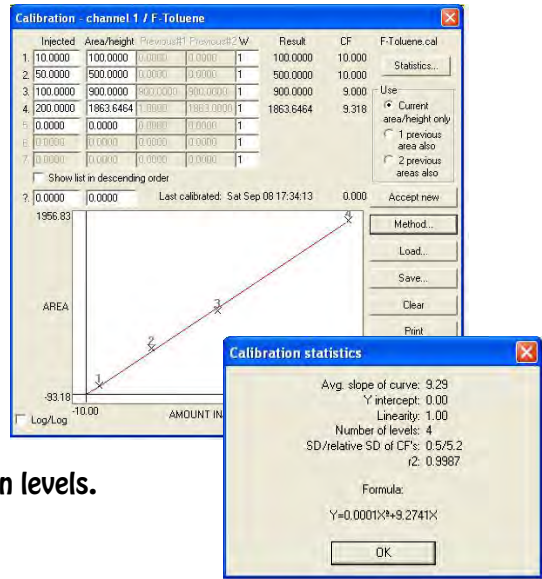 Calibration - channel 1 / F-Toluene
Injected Area/height Previous#1 Previous#2 W Result CF F-Toluene.cal
1. 10.0000 100.0000 0.0000 0.0000 1 100.0000 10.000
Statistics...
2. 50.0000 500.0000 0.0000 0.0000 1 500.0000 10.000
3. 100.0000 900.0000 900.0000 900.0000 1 900.0000 9.000
Use
4. 200.0000 1863.6464 1.0000 1863.0000 1 1863.6464 9.318
Current area/height only
5. 0.0000 0.0000 0.0000 0.0000 1
6. 0.0000 0.0000 0.0000 0.0000 1
1 previous area also
7. 0.0000 0.0000 0.0000 0.0000 1
2 previous areas also
Show list in descending order
?. 0.0000 0.0000 Last calibrated: Sat Sep 08 17:34:13 0.000
Accept new
1956.83
4
Method...
Load...
Save...
AREA
3
Clear
2
Print
1
-93.18
-10.00
Log/Log
AMOUNT IN
Calibration statistics
Avg. slope of curve: 9.29
Y intercept: 0.00
Linearity: 1.00
Number of levels: 4
SD/relative SD of CF's: 0.5/5.2
r2: 0.9987
Formula:
Y=0.0001X²+9.2741X
OK
n levels.